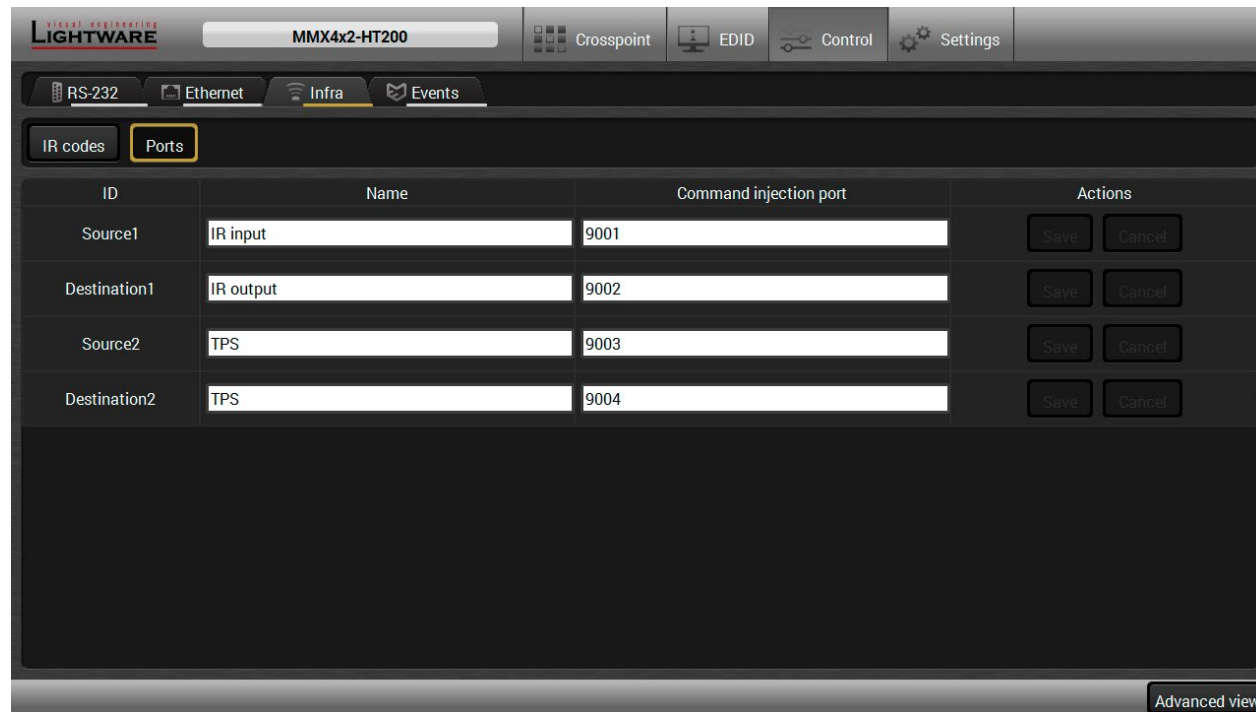 visual engineering
LIGHTWARE
MMX4x2-HT200
Crosspoint
EDID
Control
Settings
RS-232
Ethernet
Infra
Events
IR codes
Ports
ID Name Command injection port Actions
Source1 IR input 9001 Save Cancel
Destination1 IR output 9002 Save Cancel
Source2 TPS 9003 Save Cancel
Destination2 TPS 9004 Save Cancel
Advanced view